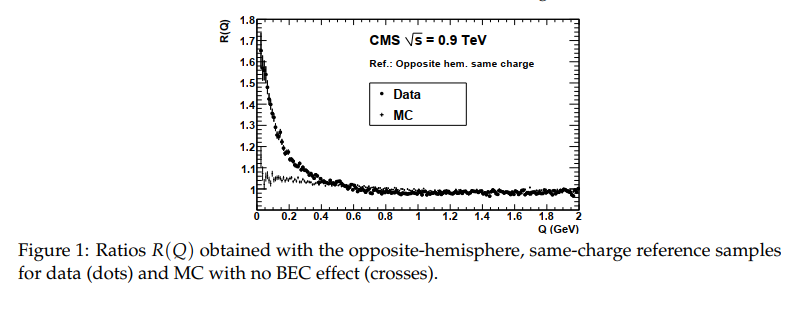 R(Q)
1.8
1.7
1.6
1.5
1.4
1.3
1.2
1.1
1
CMS √s = 0.9 TeV
Ref.: Opposite hem. same charge
Data
MC
0 0.2 0.4 0.6 0.8 1 1.2 1.4 1.6 1.8 2
Q (GeV)
Figure 1: Ratios R(Q) obtained with the opposite-hemisphere, same-charge reference samples
for data (dots) and MC with no BEC effect (crosses).